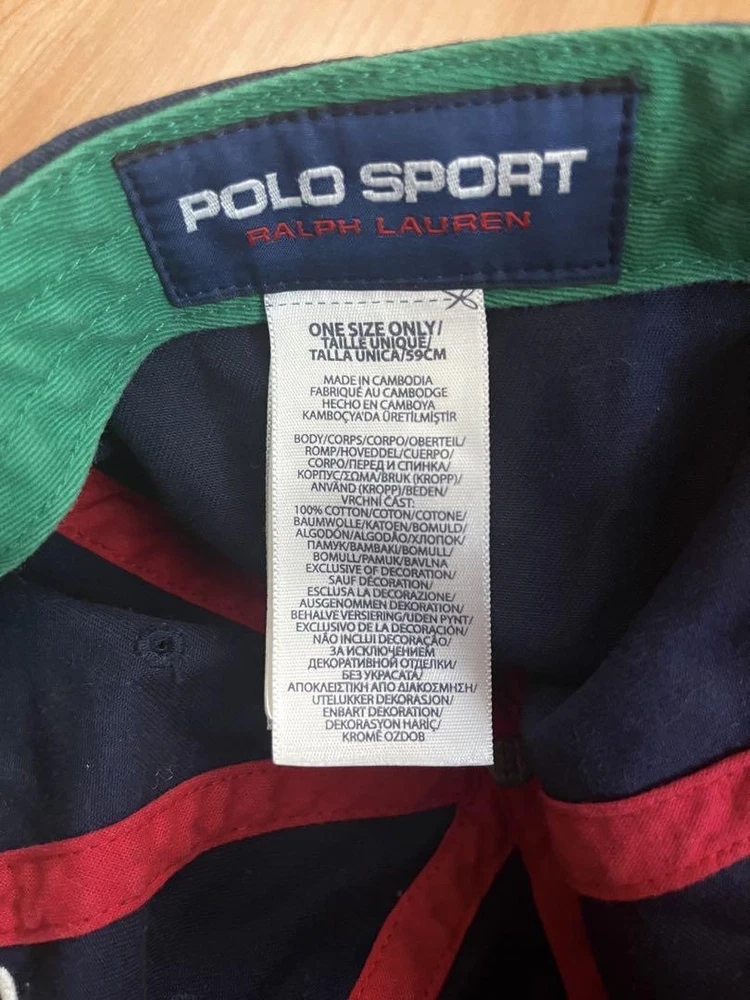 POLO SPORT
RALPH LAUREN
ONE SIZE ONLY/
TAILLE UNIQUE/
TALLA UNICA/59CM
MADE IN CAMBODIA
FABRIQUÉ AU CAMBODGE
HECHO EN CAMBOYA
KAMBOÇYA'DA ÜRETİLMİŞTİR
BODY/CORPS/CORPO/OBERTEIL/
ROMP/HOVEDDEL/CUERPO/
CORPO/ПЕРЕД И СПИНКА/
КОРПУС/ΣΩΜΑ/BRUK (KROPP)/
ANVÄND (KROPP)/BEDEN/
VRCHNÍ ČÁST:
100% COTTON/COTON/COTONE/
BAUMWOLLE/KATOEN/BOMULD/
ALGODÓN/ALGODÃO/ХЛОПОК/
ПАМУК/ΒΑΜΒΑΚΙ/BOMULL/
BOMULL/PAMUK/BAVLNA
EXCLUSIVE OF DECORATION/
SAUF DÉCORATION/
ESCLUSA LA DECORAZIONE/
AUSGENOMMEN DEKORATION/
BEHALVE VERSIERING/UDEN PYNT/
EXCLUSIVO DE LA DECORACIÓN/
NÃO INCLUI DECORAÇÃO/
ЗА ИСКЛЮЧЕНИЕМ
ДЕКОРАТИВНОЙ ОТДЕЛКИ/
БЕЗ УКРАСАТА/
ΑΠΟΚΛΕΙΣΤΙΚΗ ΑΠΟ ΔΙΑΚΟΣΜΗΣΗ/
UTELUKKER DEKORASJON/
ENBART DEKORATION/
DEKORASYON HARİÇ/
KROMĚ OZDOB